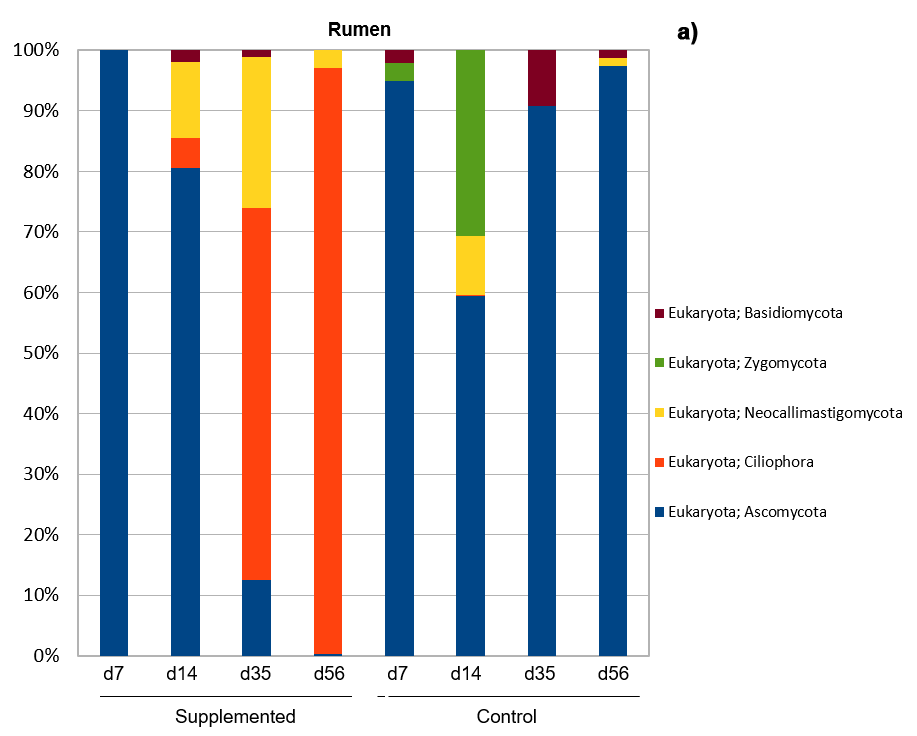 Rumen
a)
100%
90%
80%
70%
60%
50%
40%
30%
20%
10%
0%
Eukaryota; Basidiomycota
Eukaryota; Zygomycota
Eukaryota; Neocallimastigomycota
Eukaryota; Ciliophora
Eukaryota; Ascomycota
d7 d14 d35 d56 d7 d14 d35 d56
Supplemented Control